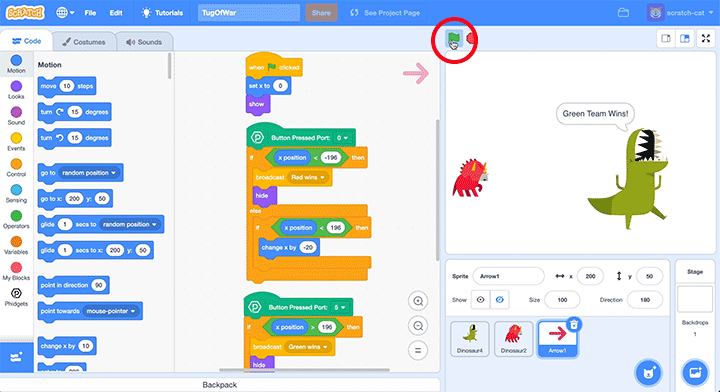 SCRATCH File Edit Tutorials TugOfWar Share See Project Page scratch-cat
Code Costumes Sounds
Motion
Looks
Sound
Events
Control
Sensing
Operators
Variables
My Blocks
Phidgets
Motion
move 10 steps
turn 15 degrees
turn 15 degrees
go to random position
go to x: 200 y: 50
glide 1 secs to random position
glide 1 secs to x: 200 y: 50
point in direction 90
point towards mouse-pointer
change x by 10
when clicked
set x to 0
show
Button Pressed Port: 0
if x position < -196 then
broadcast Red wins
hide
else
if x position < 196 then
change x by -20
Button Pressed Port: 5
if x position > 196 then
broadcast Green wins
hide
Backpack
Green Team Wins!
Sprite Arrow1 x 200 y 50
Show Size 100 Direction 180
Dinosaur4 Dinosaur2 Arrow1
Stage
Backdrops
1